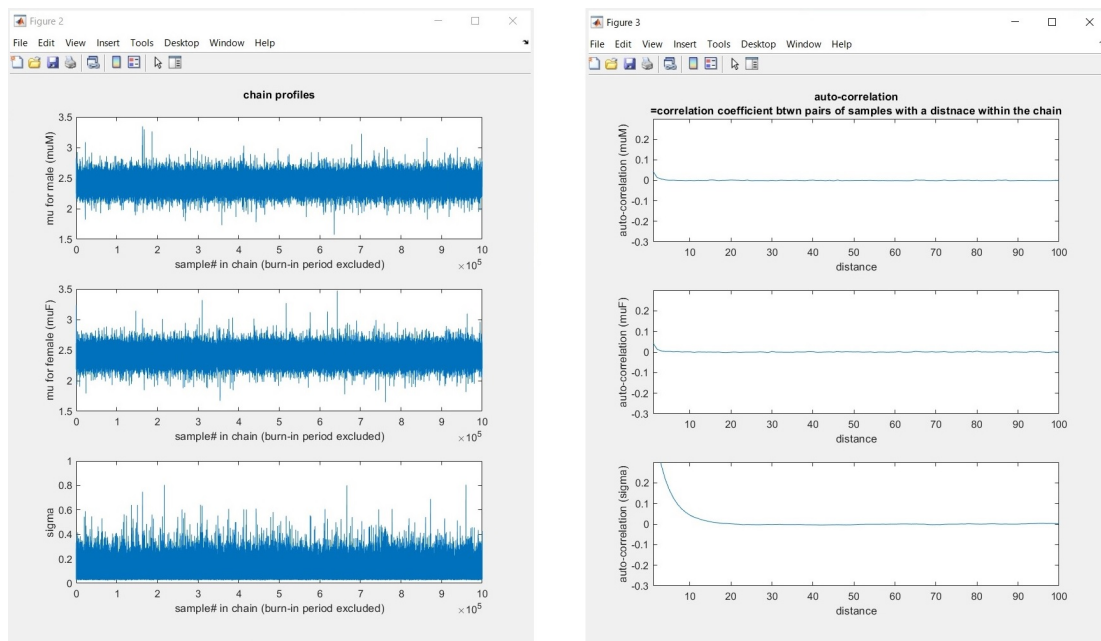 Figure 2
File Edit View Insert Tools Desktop Window Help
chain profiles
mu for male (muM)
3.5
3
2.5
2
1.5
0 1 2 3 4 5 6 7 8 9 10
sample# in chain (burn-in period excluded)
×10^5
mu for female (muF)
3.5
3
2.5
2
1.5
0 1 2 3 4 5 6 7 8 9 10
sample# in chain (burn-in period excluded)
×10^5
sigma
1
0.8
0.6
0.4
0.2
0
0 1 2 3 4 5 6 7 8 9 10
sample# in chain (burn-in period excluded)
×10^5
Figure 3
File Edit View Insert Tools Desktop Window Help
auto-correlation
=correlation coefficient btwn pairs of samples with a distnace within the chain
auto-correlation (muM)
0.2
0.1
0
-0.1
-0.2
-0.3
10 20 30 40 50 60 70 80 90 100
distance
auto-correlation (muF)
0.2
0.1
0
-0.1
-0.2
-0.3
10 20 30 40 50 60 70 80 90 100
distance
auto-correlation (sigma)
0.2
0.1
0
-0.1
-0.2
-0.3
10 20 30 40 50 60 70 80 90 100
distance